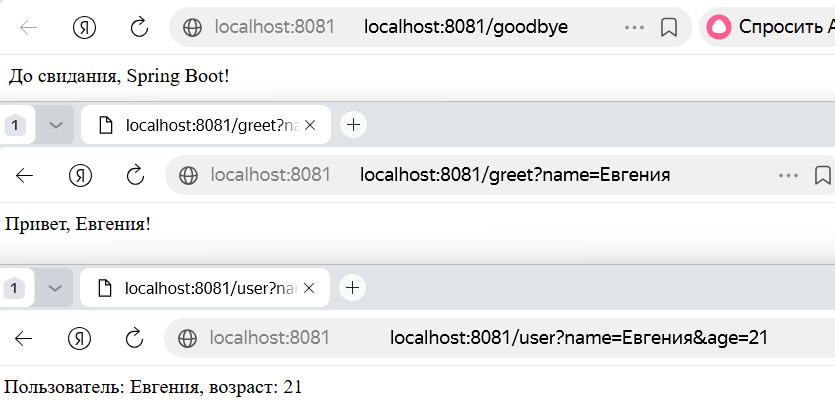 Я localhost:8081 localhost:8081/goodbye ··· Спросить А
До свидания, Spring Boot!
1 localhost:8081/greet?na
Я localhost:8081 localhost:8081/greet?name=Евгения ···
Привет, Евгения!
1 localhost:8081/user?nar
Я localhost:8081 localhost:8081/user?name=Евгения&age=21
Пользователь: Евгения, возраст: 21